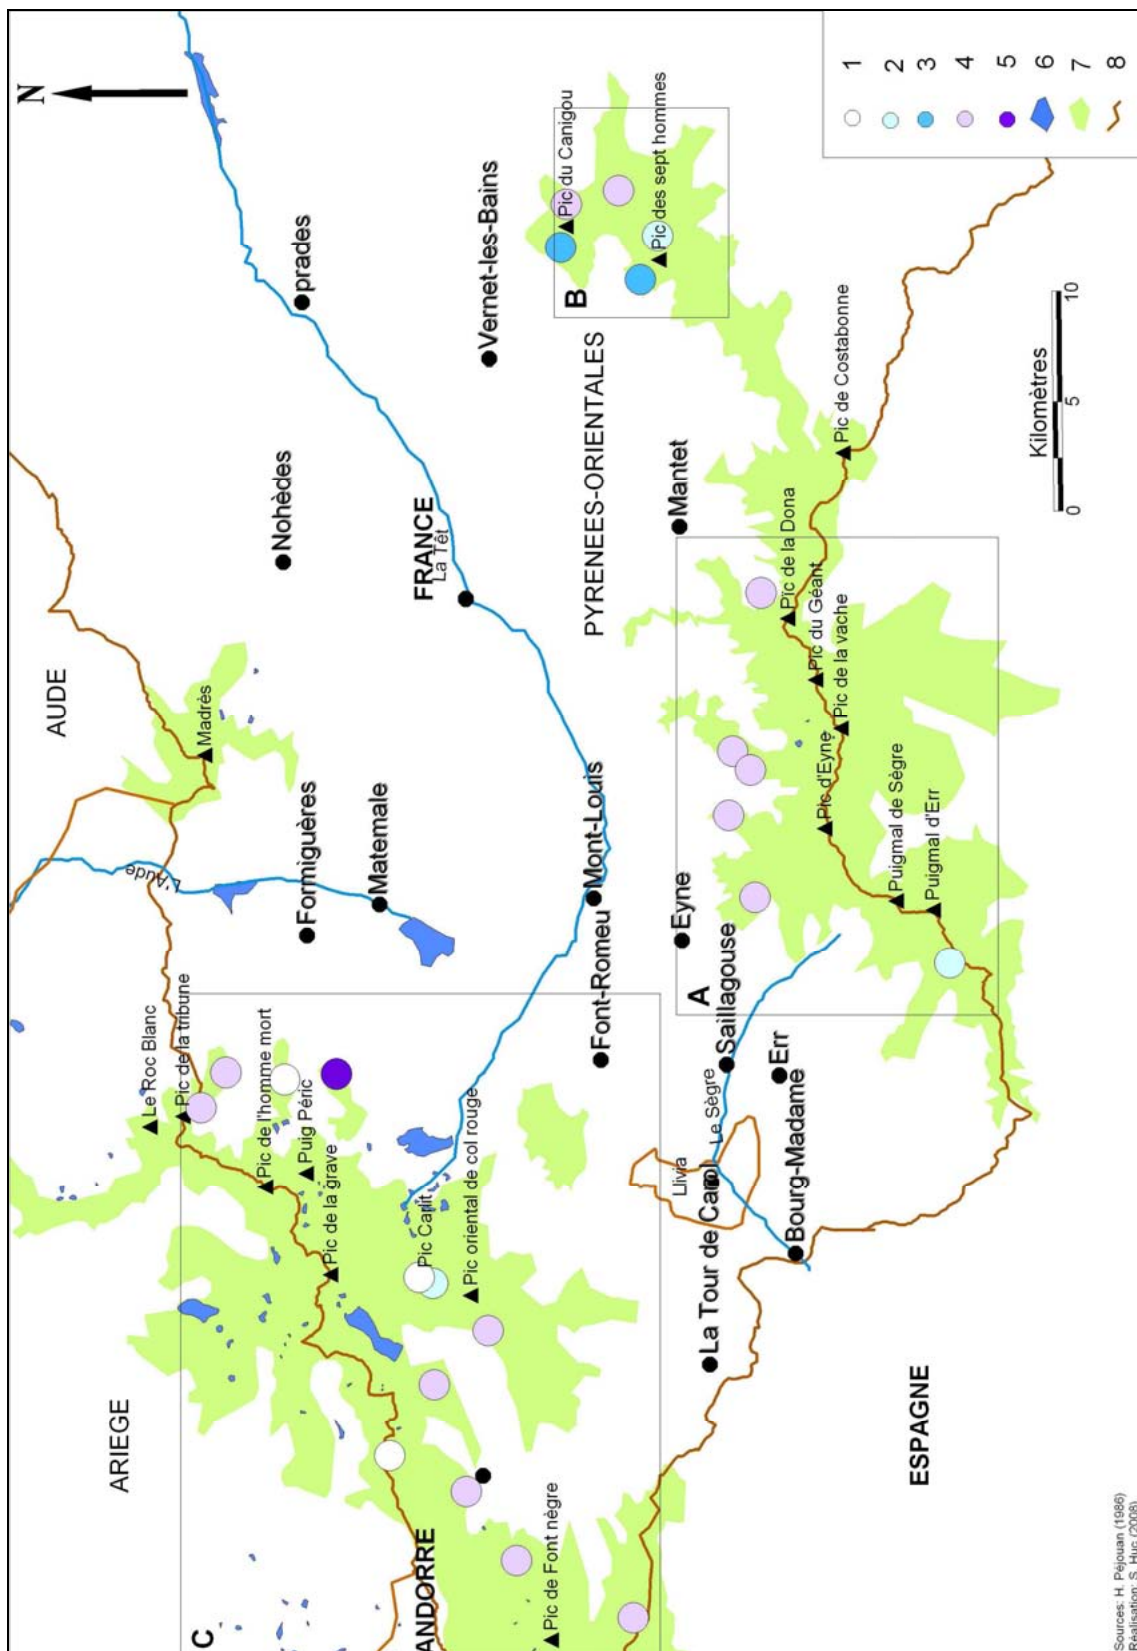 N
AUDE
ARIEGE
PYRENEES-ORIENTALES
FRANCE
La Têt
ANDORRE
ESPAGNE
prades
Nohèdes
Vernet-les-Bains
Mantet
Formiguères
Matemale
Mont-Louis
Font-Romeu
Eyne
Saillagouse
Err
Bourg-Madame
La Tour de Carol
Llivia
Le Sègre
L'Aude
Madrès
Le Roc Blanc
Pic de la tribune
Pic de l'homme mort
Puig Péric
Pic de la grave
Pic Carlit
Pic oriental de col rouge
Pic de Font nègre
Pic du Canigou
Pic des sept hommes
Pic de Costabonne
Pic de la Dona
Pic du Géant
Pic de la vache
Pic d'Eyne
Puigmal de Sègre
Puigmal d'Err
A
B
C
Kilomètres
0 5 10
1
2
3
4
5
6
7
8
Sources: H. Péjouan (1986)
Réalisation: S. Huc (2008)